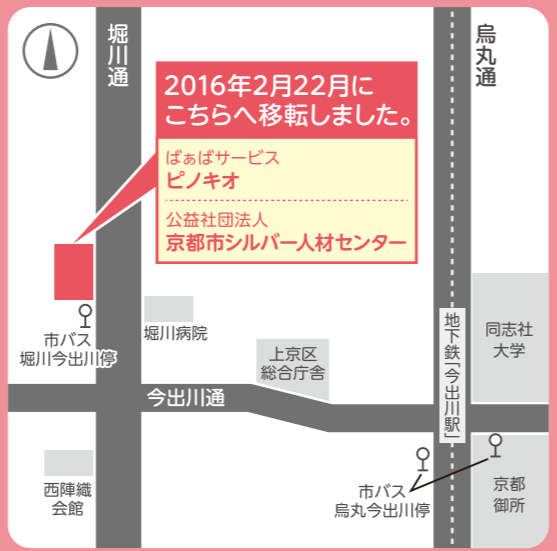 堀川通
烏丸通
2016年2月22月に
こちらへ移転しました。
ばぁばサービス
ピノキオ
公益社団法人
京都市シルバー人材センター
市バス
堀川今出川停
堀川病院
上京区
総合庁舎
地下鉄「今出川駅」
同志社
大学
今出川通
西陣織
会館
市バス
烏丸今出川停
京都
御所